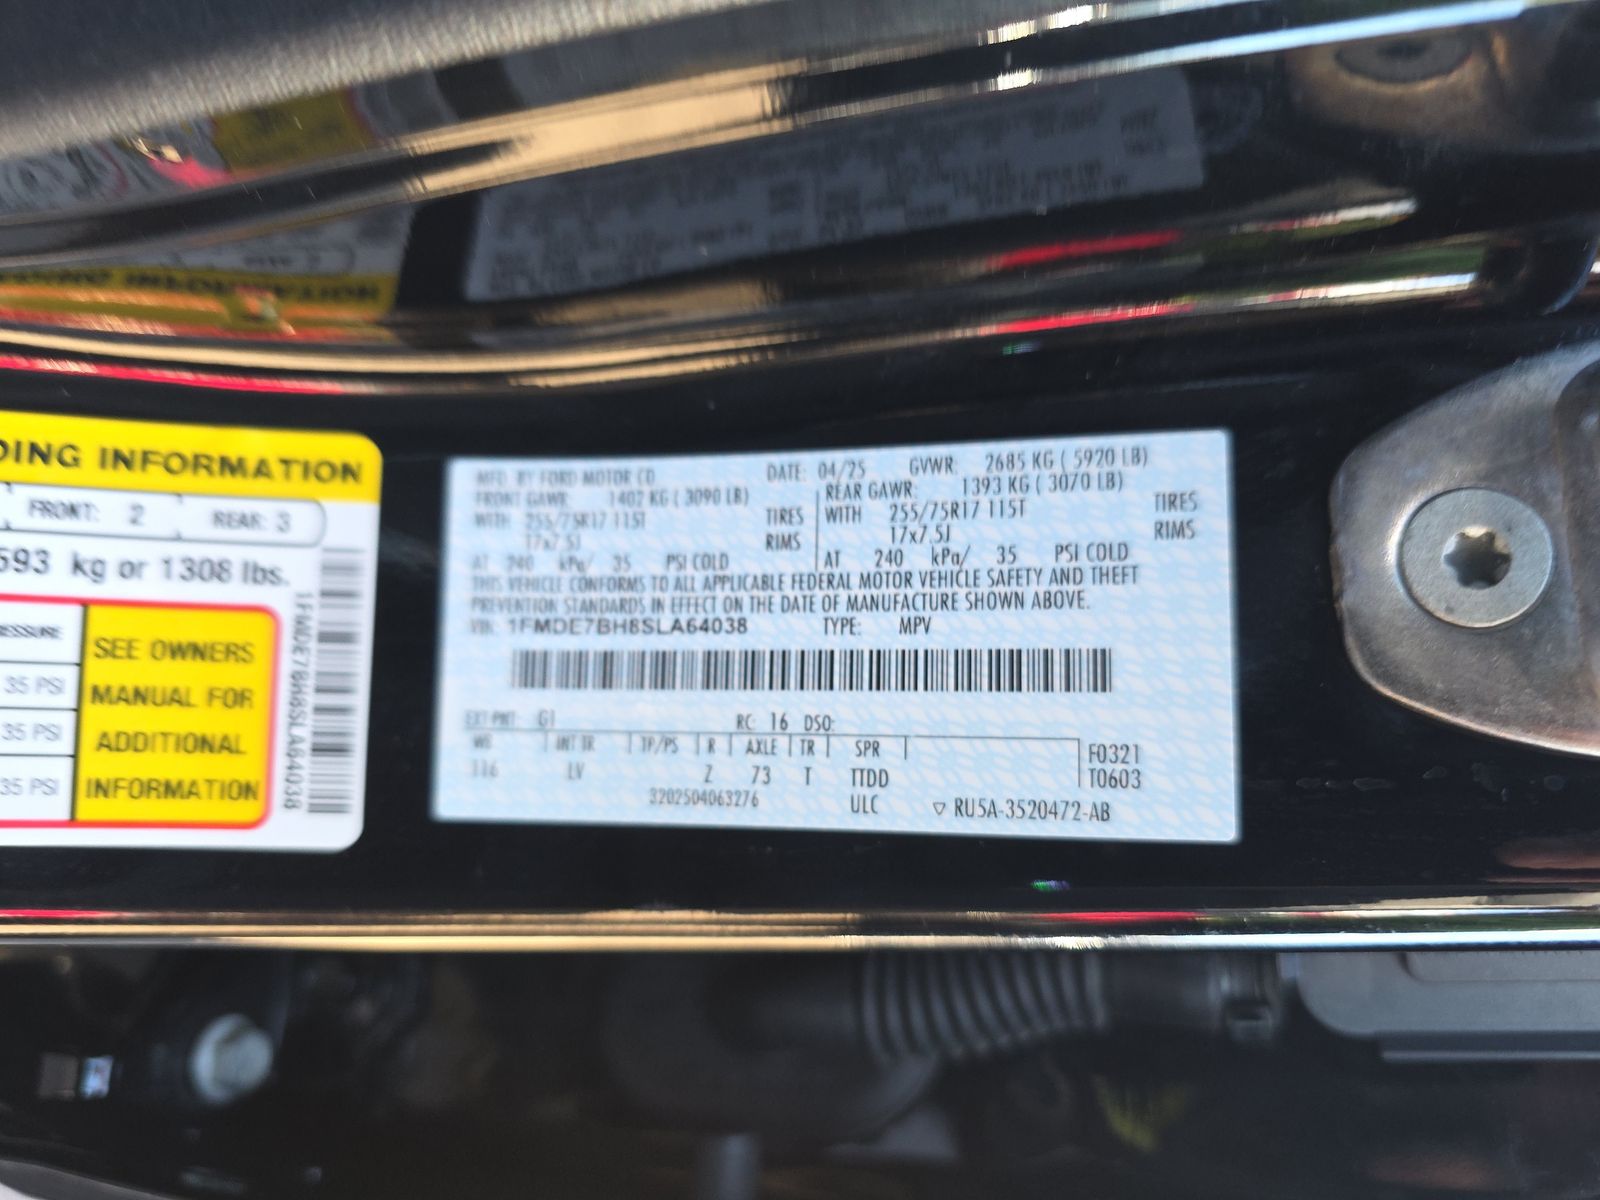 DING INFORMATION
FRONT: 2 REAR: 3
593 kg or 1308 lbs.
ESSURE
35 PSI
35 PSI
35 PSI
SEE OWNERS
MANUAL FOR
ADDITIONAL
INFORMATION
1FMDE7BH8SLA64038
MFD. BY FORD MOTOR CO DATE: 04/25 GVWR: 2685 KG ( 5920 LB)
FRONT GAWR: 1402 KG ( 3090 LB) REAR GAWR: 1393 KG ( 3070 LB)
WITH 255/75R17 115T TIRES WITH 255/75R17 115T TIRES
17x7.5J RIMS 17x7.5J RIMS
AT 240 kPa/ 35 PSI COLD AT 240 kPa/ 35 PSI COLD
THIS VEHICLE CONFORMS TO ALL APPLICABLE FEDERAL MOTOR VEHICLE SAFETY AND THEFT
PREVENTION STANDARDS IN EFFECT ON THE DATE OF MANUFACTURE SHOWN ABOVE.
VIN: 1FMDE7BH8SLA64038 TYPE: MPV
EXT PNT: G1 RC: 16 DSO:
WB INT TR TP/PS R AXLE TR SPR F0321
116 LV Z 73 T TTDD T0603
3202504063276 ULC ▽ RU5A-3520472-AB